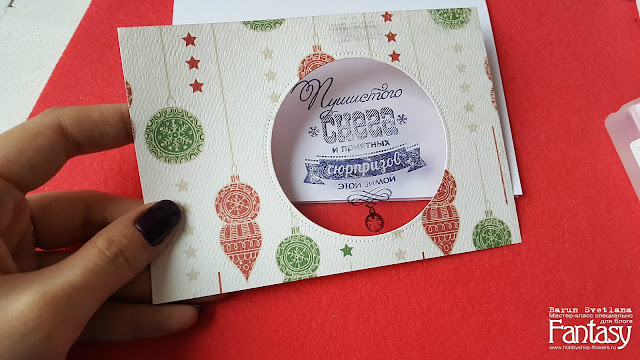 Пушистого
снега
и приятных
сюрпризов
этой зимой
Barun Svetlana
Мастер-класс специально
для блога
Fantasy
www.hobbyshop-flowers.ru